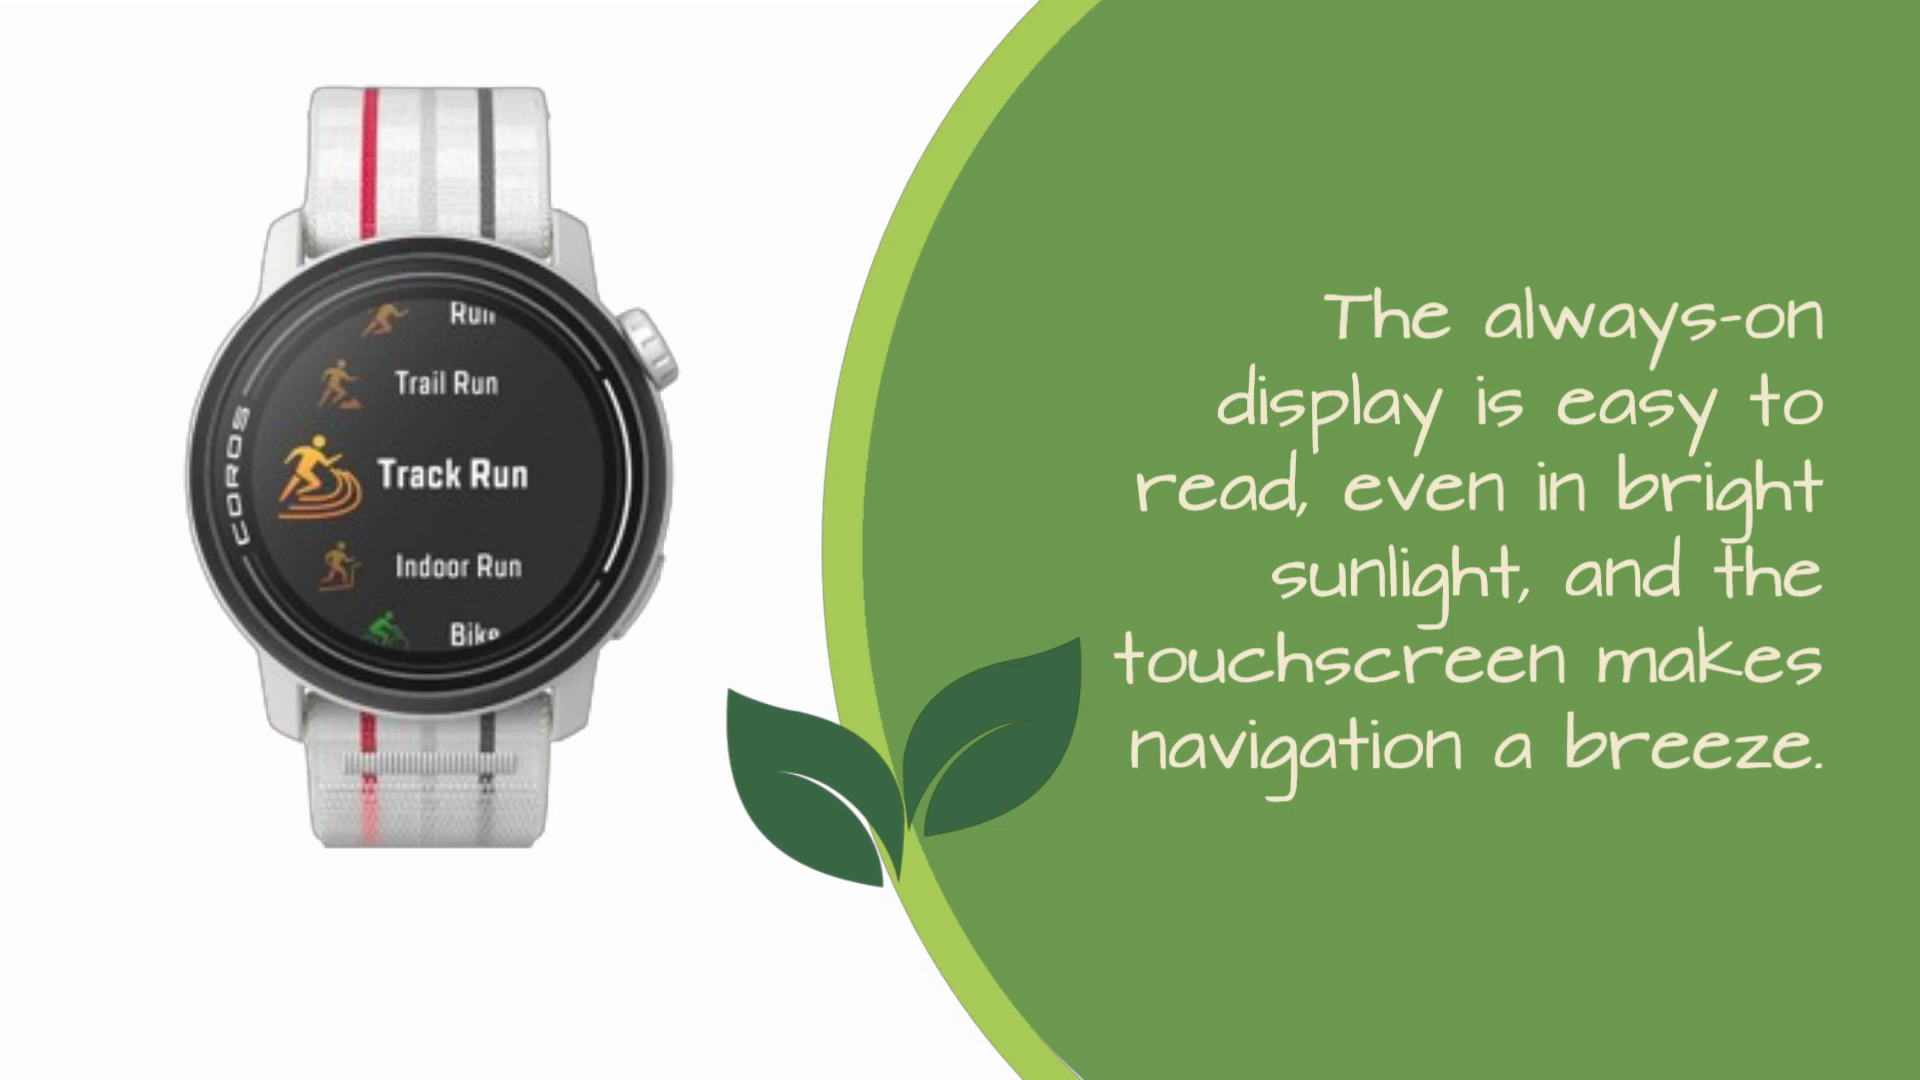 Run
Trail Run
Track Run
Indoor Run
Bike
COROS
The always-on
display is easy to
read, even in bright
sunlight, and the
touchscreen makes
navigation a breeze.